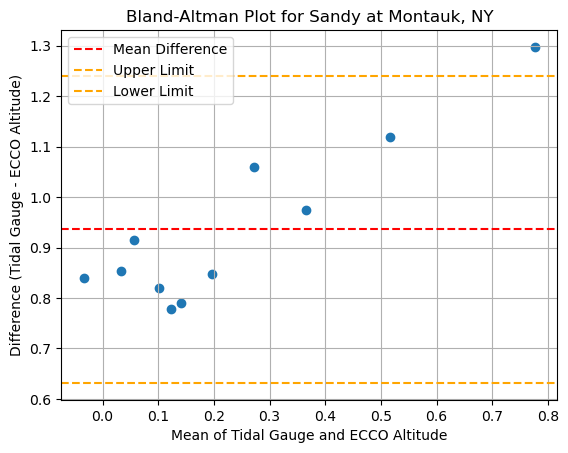 Bland-Altman Plot for Sandy at Montauk, NY
Mean Difference
Upper Limit
Lower Limit
Difference (Tidal Gauge - ECCO Altitude)
1.3
1.2
1.1
1.0
0.9
0.8
0.7
0.6
0.0 0.1 0.2 0.3 0.4 0.5 0.6 0.7 0.8
Mean of Tidal Gauge and ECCO Altitude